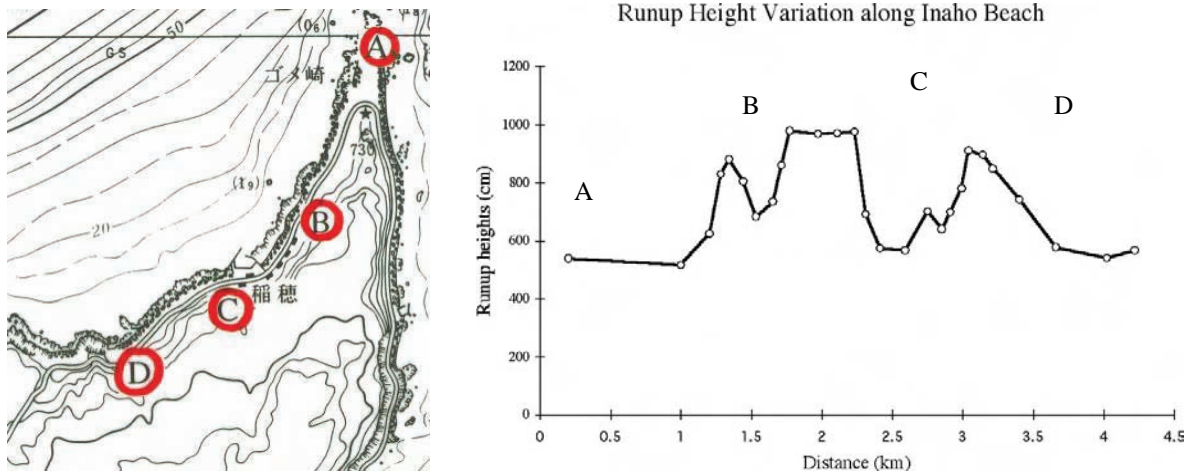 50
GS
(O6)
A
ゴメ崎
730
(I9)
B
20
稲穂
C
D
Runup Height Variation along Inaho Beach
1200
1000
800
600
400
200
0
Runup heights (cm)
A
B
C
D
0 0.5 1 1.5 2 2.5 3 3.5 4 4.5
Distance (km)